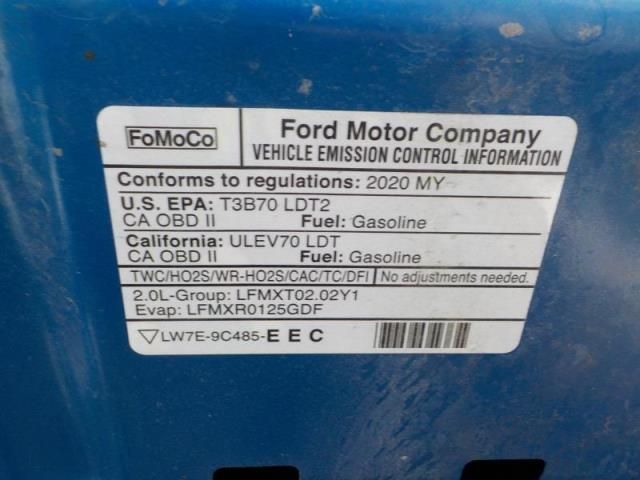 FoMoCo
Ford Motor Company
VEHICLE EMISSION CONTROL INFORMATION
Conforms to regulations: 2020 MY
U.S. EPA: T3B70 LDT2
CA OBD II Fuel: Gasoline
California: ULEV70 LDT
CA OBD II Fuel: Gasoline
TWC/HO2S/WR-HO2S/CAC/TC/DFI No adjustments needed.
2.0L-Group: LFMXT02.02Y1
Evap: LFMXR0125GDF
LW7E-9C485-E E C